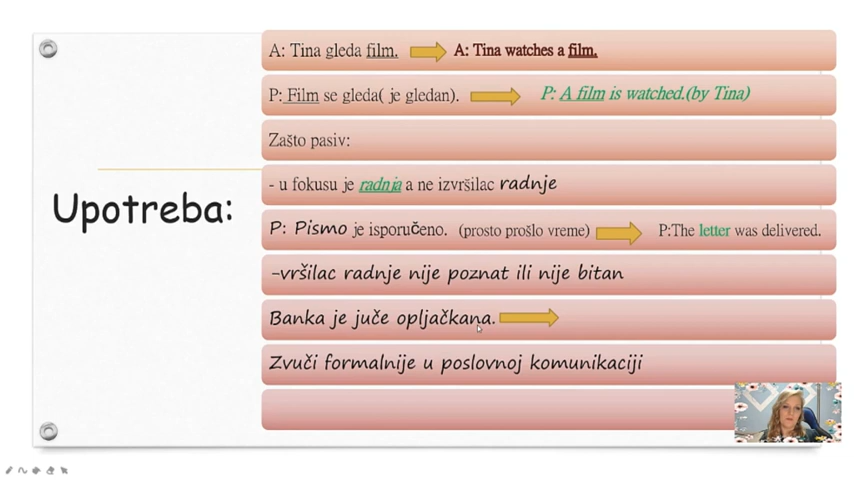 Upotreba:
A: Tina gleda film. A: Tina watches a film.
P: Film se gleda( je gledan). P: A film is watched.(by Tina)
Zašto pasiv:
- u fokusu je radnja a ne izvršilac radnje
P: Pismo je isporučeno. (prosto prošlo vreme) P:The letter was delivered.
-vršilac radnje nije poznat ili nije bitan
Banka je juče opljačkana.
Zvuči formalnije u poslovnoj komunikaciji